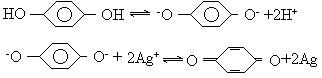 HO OH ⇌ ⁻O O⁻ +2H⁺
⁻O O⁻ + 2Ag⁺ ⇌ O O+2Ag